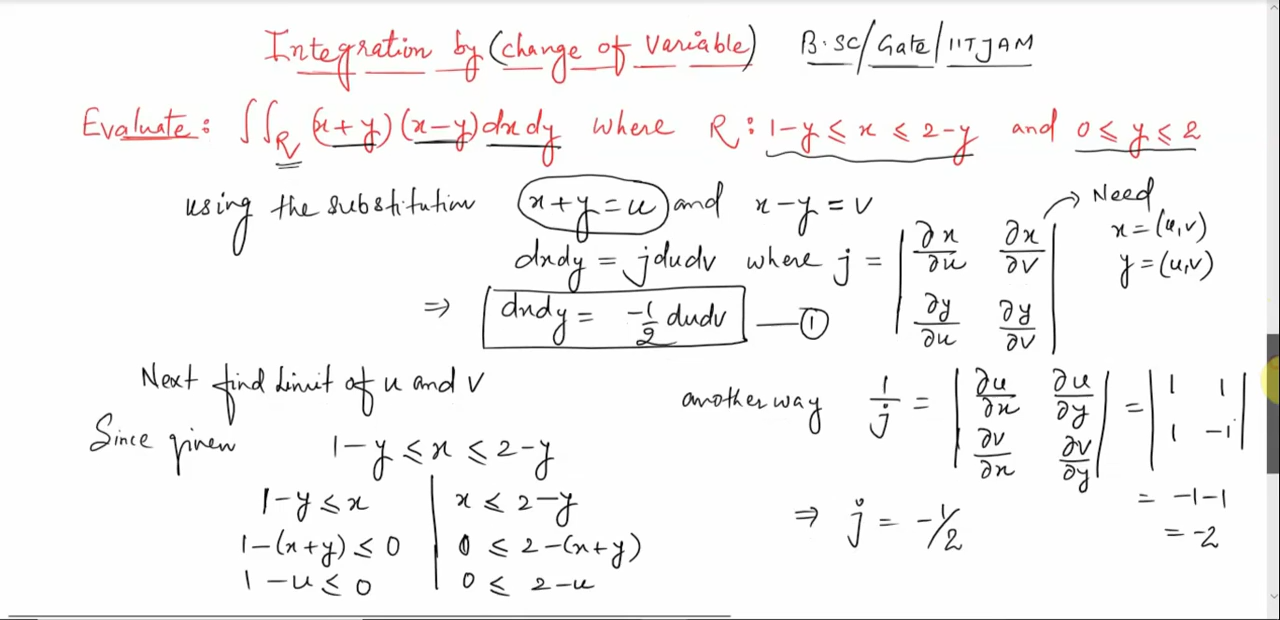 Integration by (change of Variable) B.SC/Gate/IIT JAM
Evaluate: ∫∫_R (x+y)(x-y)dxdy where R: 1-y ≤ x ≤ 2-y and 0 ≤ y ≤ 2
using the substitution x+y=u and x-y=v
→ Need
x=(u,v)
y=(u,v)
dxdy = j dudv where j = | ∂x/∂u ∂x/∂v |
| ∂y/∂u ∂y/∂v |
⇒ dxdy = -1/2 dudv —①
Next find limit of u and v
another way 1/j = | ∂u/∂x ∂u/∂y | = | 1 1 |
| ∂v/∂x ∂v/∂y | | 1 -1 |
= -1-1
= -2
⇒ j = -1/2
Since given 1-y ≤ x ≤ 2-y
1-y ≤ x | x ≤ 2-y
1-(x+y) ≤ 0 | 0 ≤ 2-(x+y)
1-u ≤ 0 | 0 ≤ 2-u